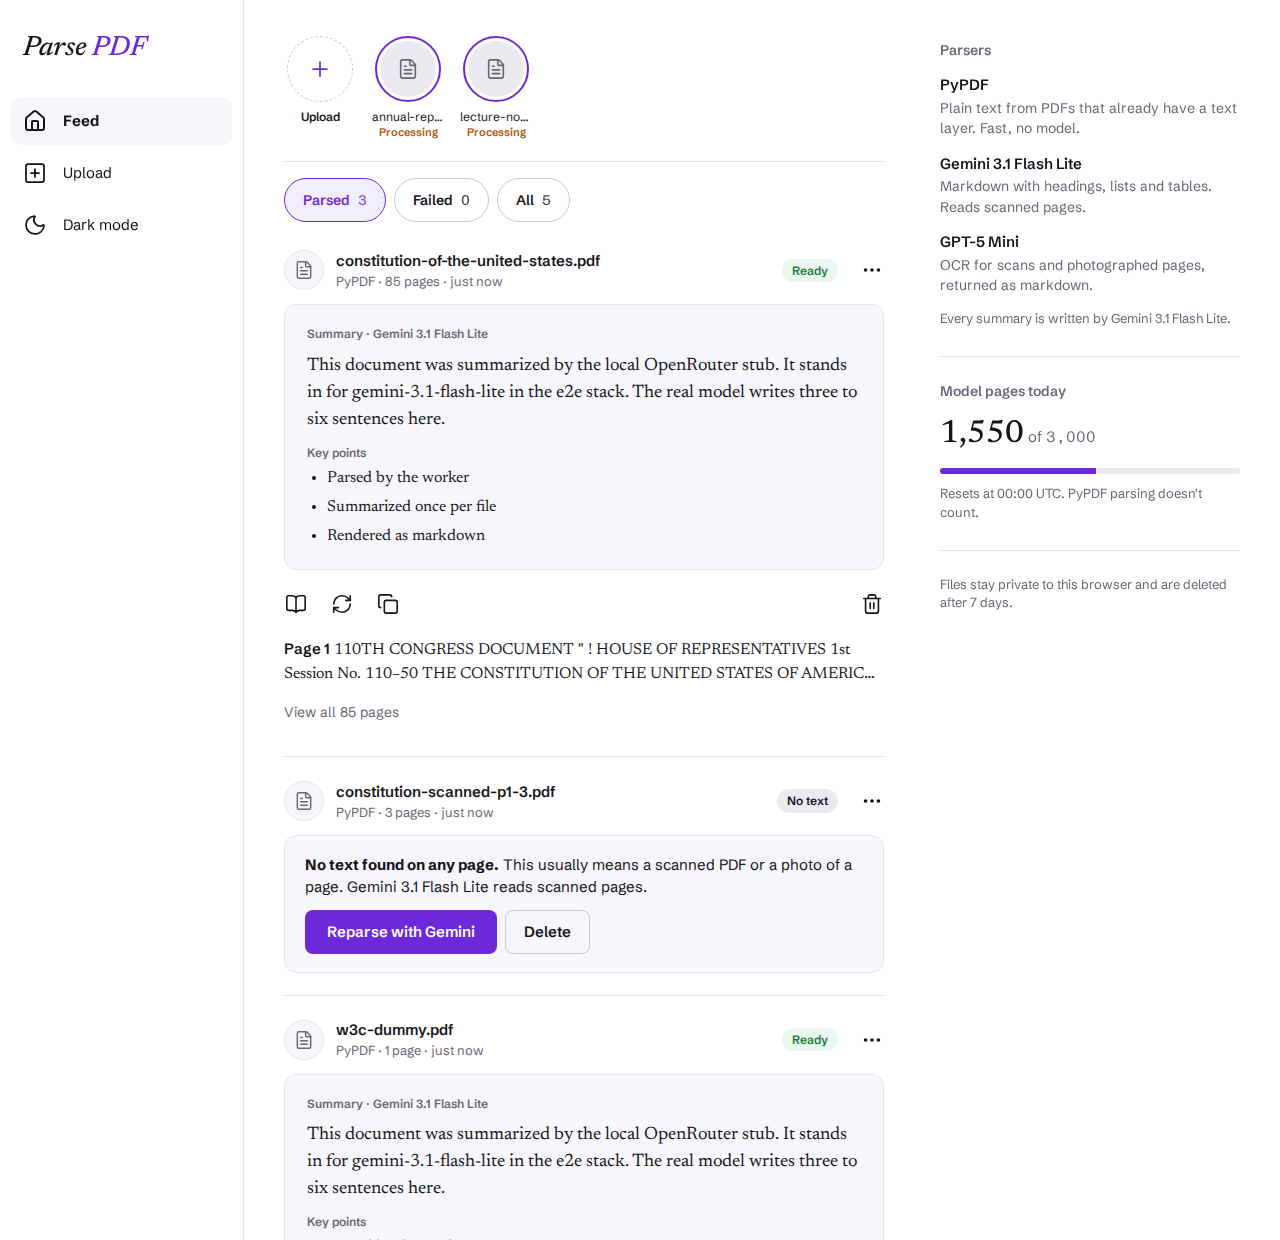 Parse PDF
Feed
Upload
Dark mode
Upload
annual-rep...
Processing
lecture-no...
Processing
Parsed 3
Failed 0
All 5
constitution-of-the-united-states.pdf
PyPDF · 85 pages · just now
Ready
Summary · Gemini 3.1 Flash Lite
This document was summarized by the local OpenRouter stub. It stands
in for gemini-3.1-flash-lite in the e2e stack. The real model writes three to
six sentences here.
Key points
• Parsed by the worker
• Summarized once per file
• Rendered as markdown
Page 1 110TH CONGRESS DOCUMENT " ! HOUSE OF REPRESENTATIVES 1st
Session No. 110–50 THE CONSTITUTION OF THE UNITED STATES OF AMERIC...
View all 85 pages
constitution-scanned-p1-3.pdf
PyPDF · 3 pages · just now
No text
No text found on any page. This usually means a scanned PDF or a photo of a
page. Gemini 3.1 Flash Lite reads scanned pages.
Reparse with Gemini
Delete
w3c-dummy.pdf
PyPDF · 1 page · just now
Ready
Summary · Gemini 3.1 Flash Lite
This document was summarized by the local OpenRouter stub. It stands
in for gemini-3.1-flash-lite in the e2e stack. The real model writes three to
six sentences here.
Key points
Parsers
PyPDF
Plain text from PDFs that already have a text
layer. Fast, no model.
Gemini 3.1 Flash Lite
Markdown with headings, lists and tables.
Reads scanned pages.
GPT-5 Mini
OCR for scans and photographed pages,
returned as markdown.
Every summary is written by Gemini 3.1 Flash Lite.
Model pages today
1,550 of 3,000
Resets at 00:00 UTC. PyPDF parsing doesn't
count.
Files stay private to this browser and are deleted
after 7 days.